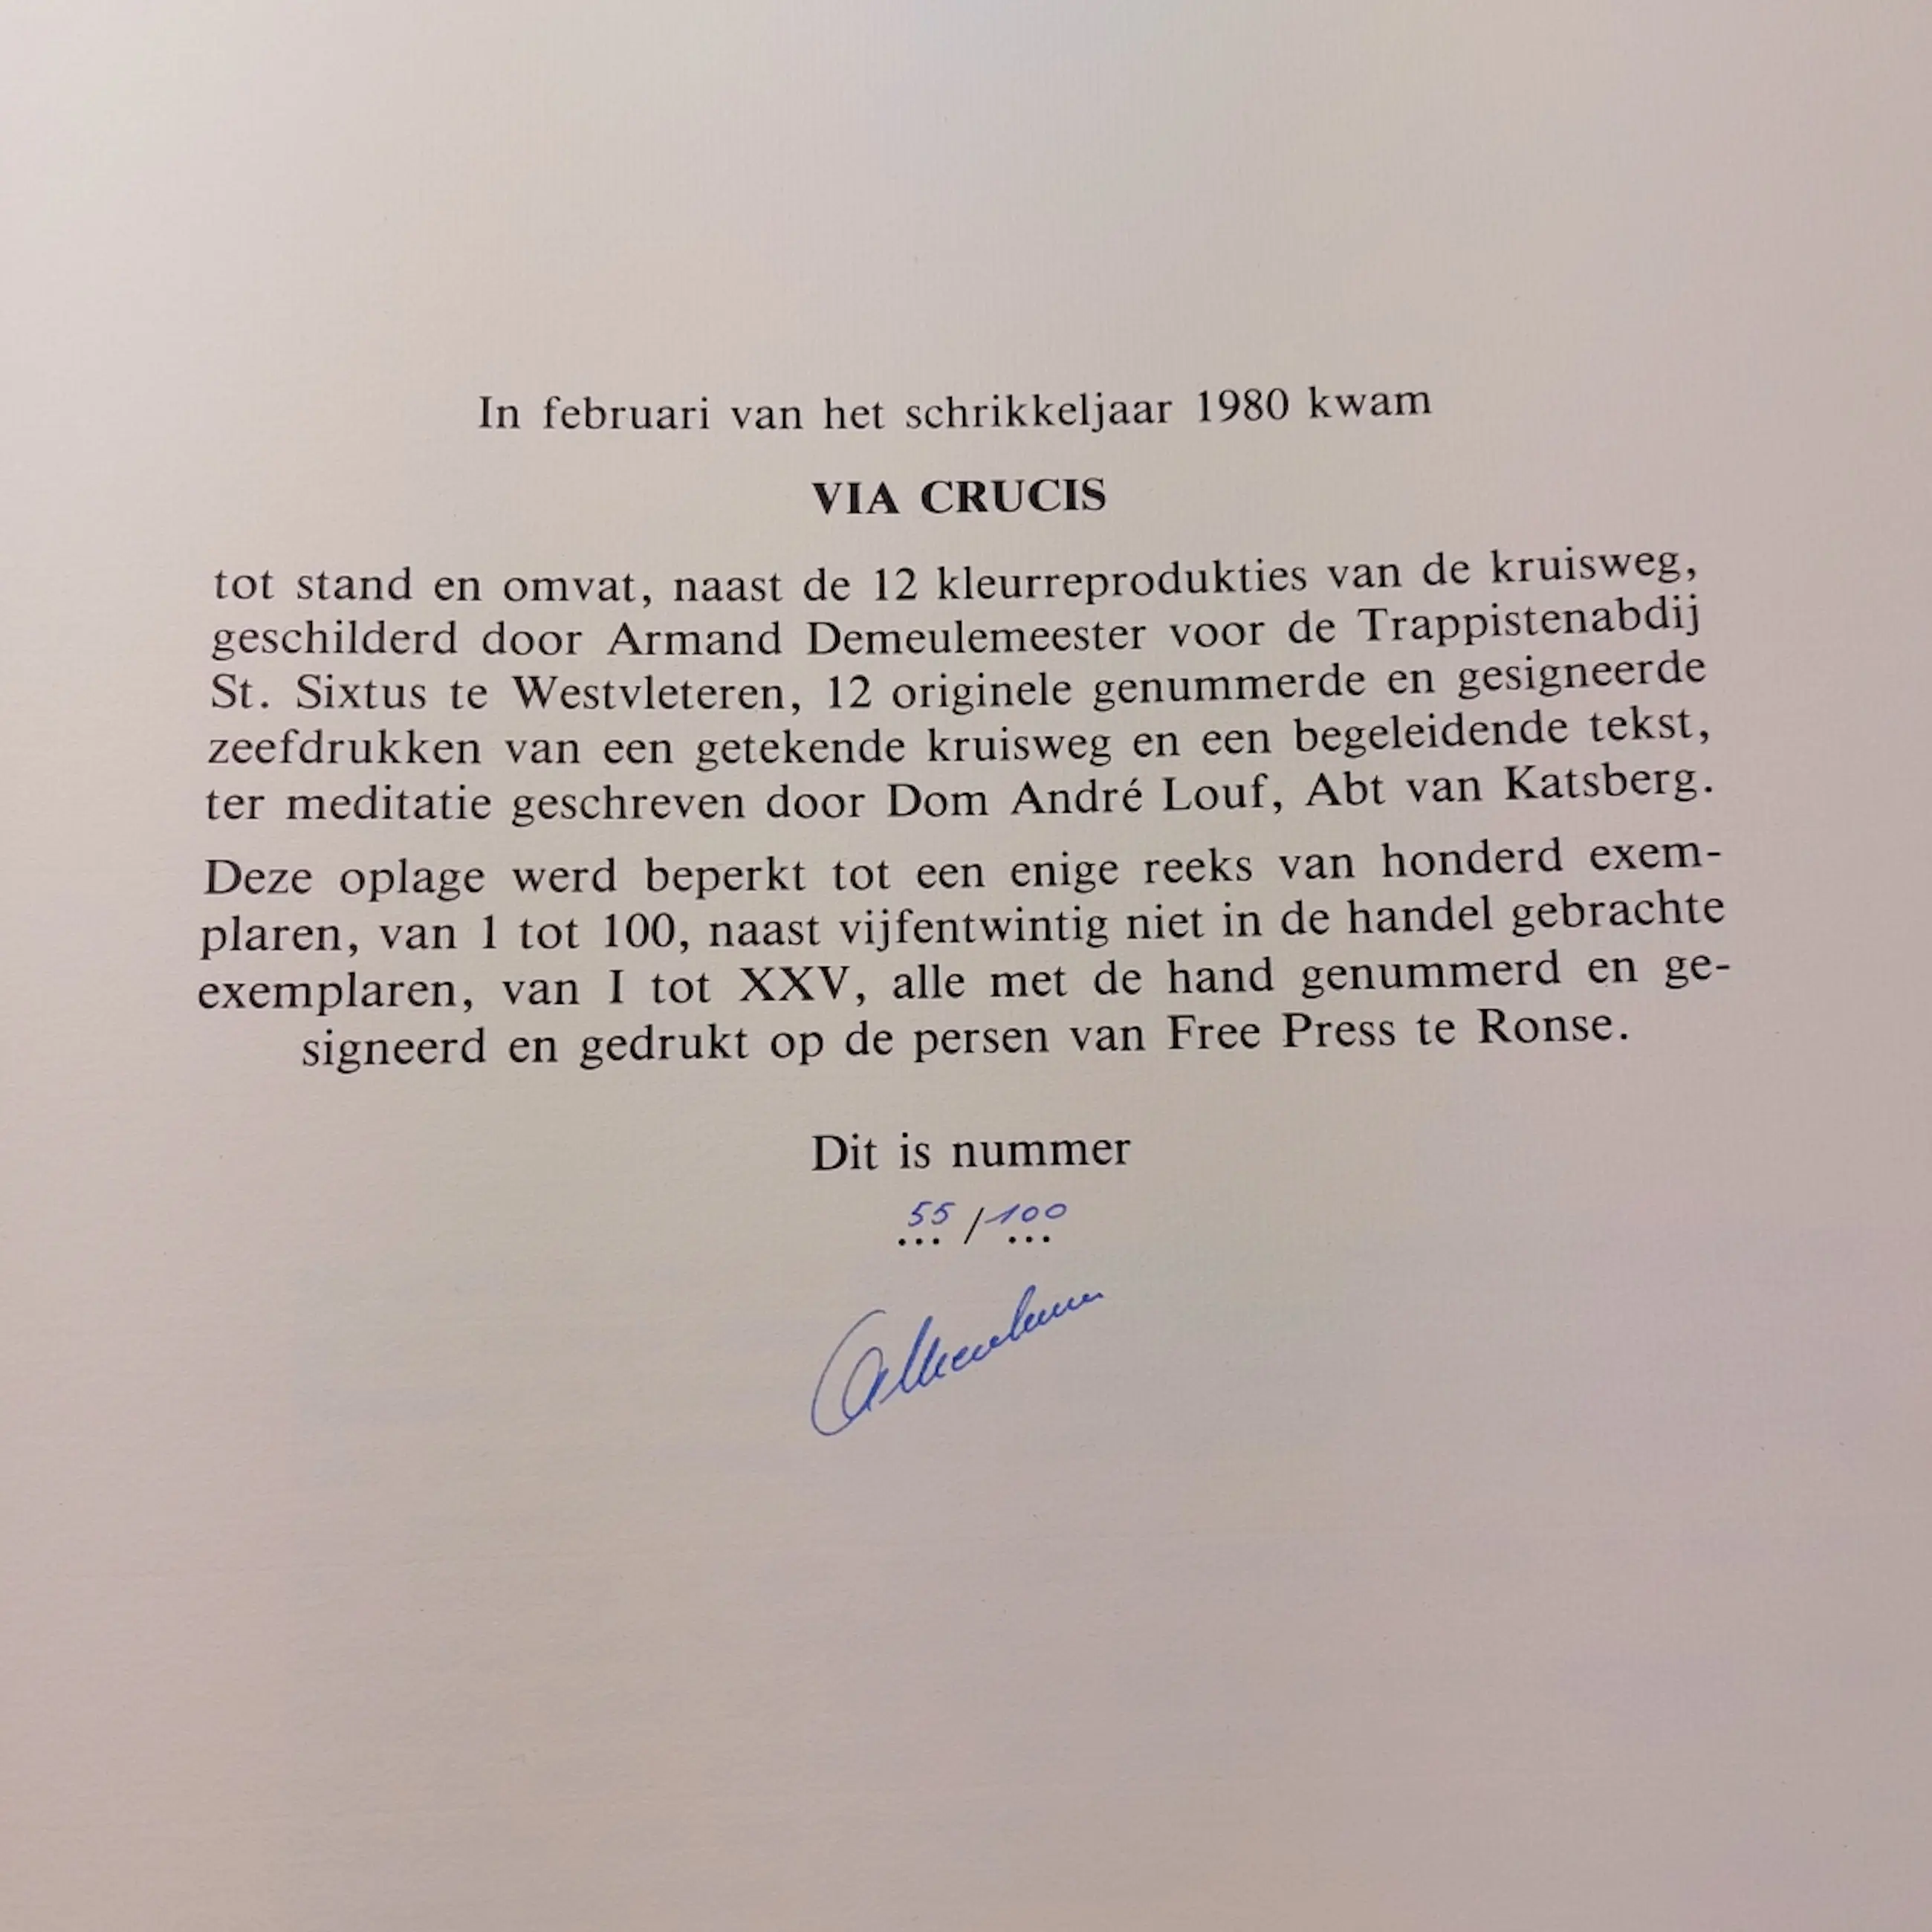 In februari van het schrikkeljaar 1980 kwam
VIA CRUCIS
tot stand en omvat, naast de 12 kleurreprodukties van de kruisweg,
geschilderd door Armand Demeulemeester voor de Trappistenabdij
St. Sixtus te Westvleteren, 12 originele genummerde en gesigneerde
zeefdrukken van een getekende kruisweg en een begeleidende tekst,
ter meditatie geschreven door Dom André Louf, Abt van Katsberg.
Deze oplage werd beperkt tot een enige reeks van honderd exem-
plaren, van 1 tot 100, naast vijfentwintig niet in de handel gebrachte
exemplaren, van I tot XXV, alle met de hand genummerd en ge-
signeerd en gedrukt op de persen van Free Press te Ronse.
Dit is nummer
55 / 100